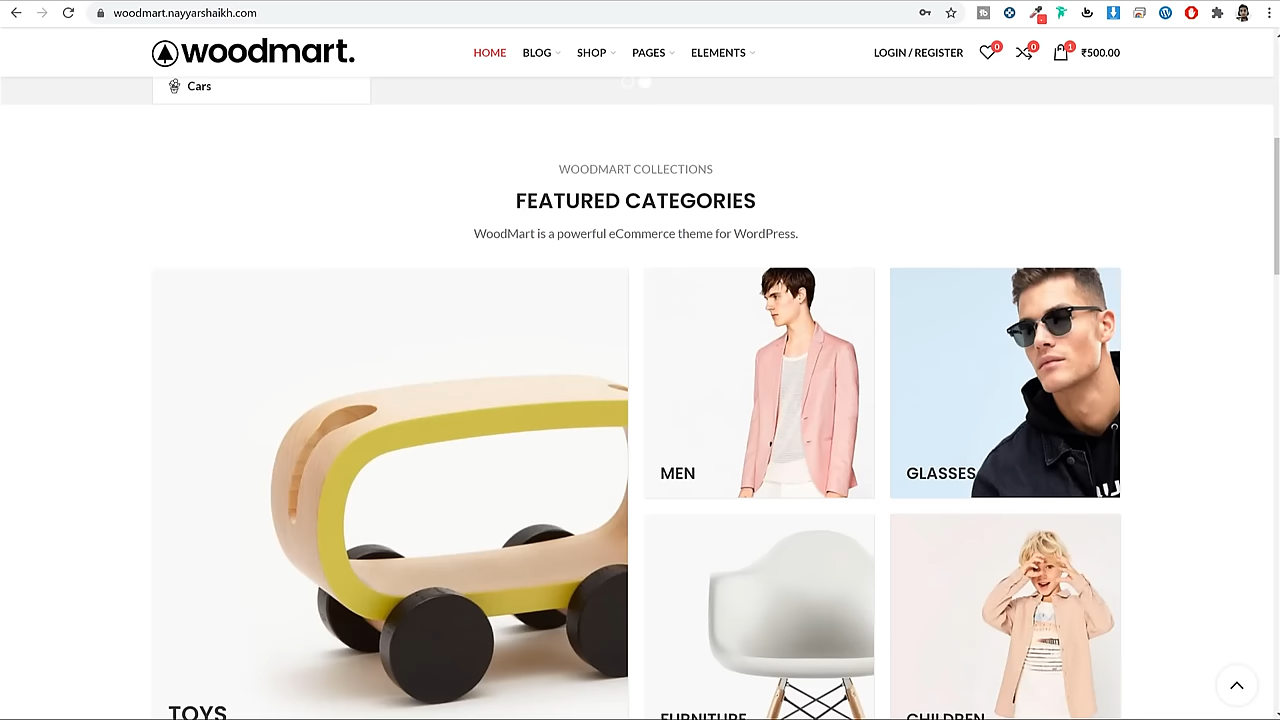 woodmart.nayyarshaikh.com
woodmart.
HOME BLOG SHOP PAGES ELEMENTS LOGIN / REGISTER 0 0 1 ₹500.00
Cars
WOODMART COLLECTIONS
FEATURED CATEGORIES
WoodMart is a powerful eCommerce theme for WordPress.
MEN
GLASSES
TOYS
FURNITURE
CHILDREN